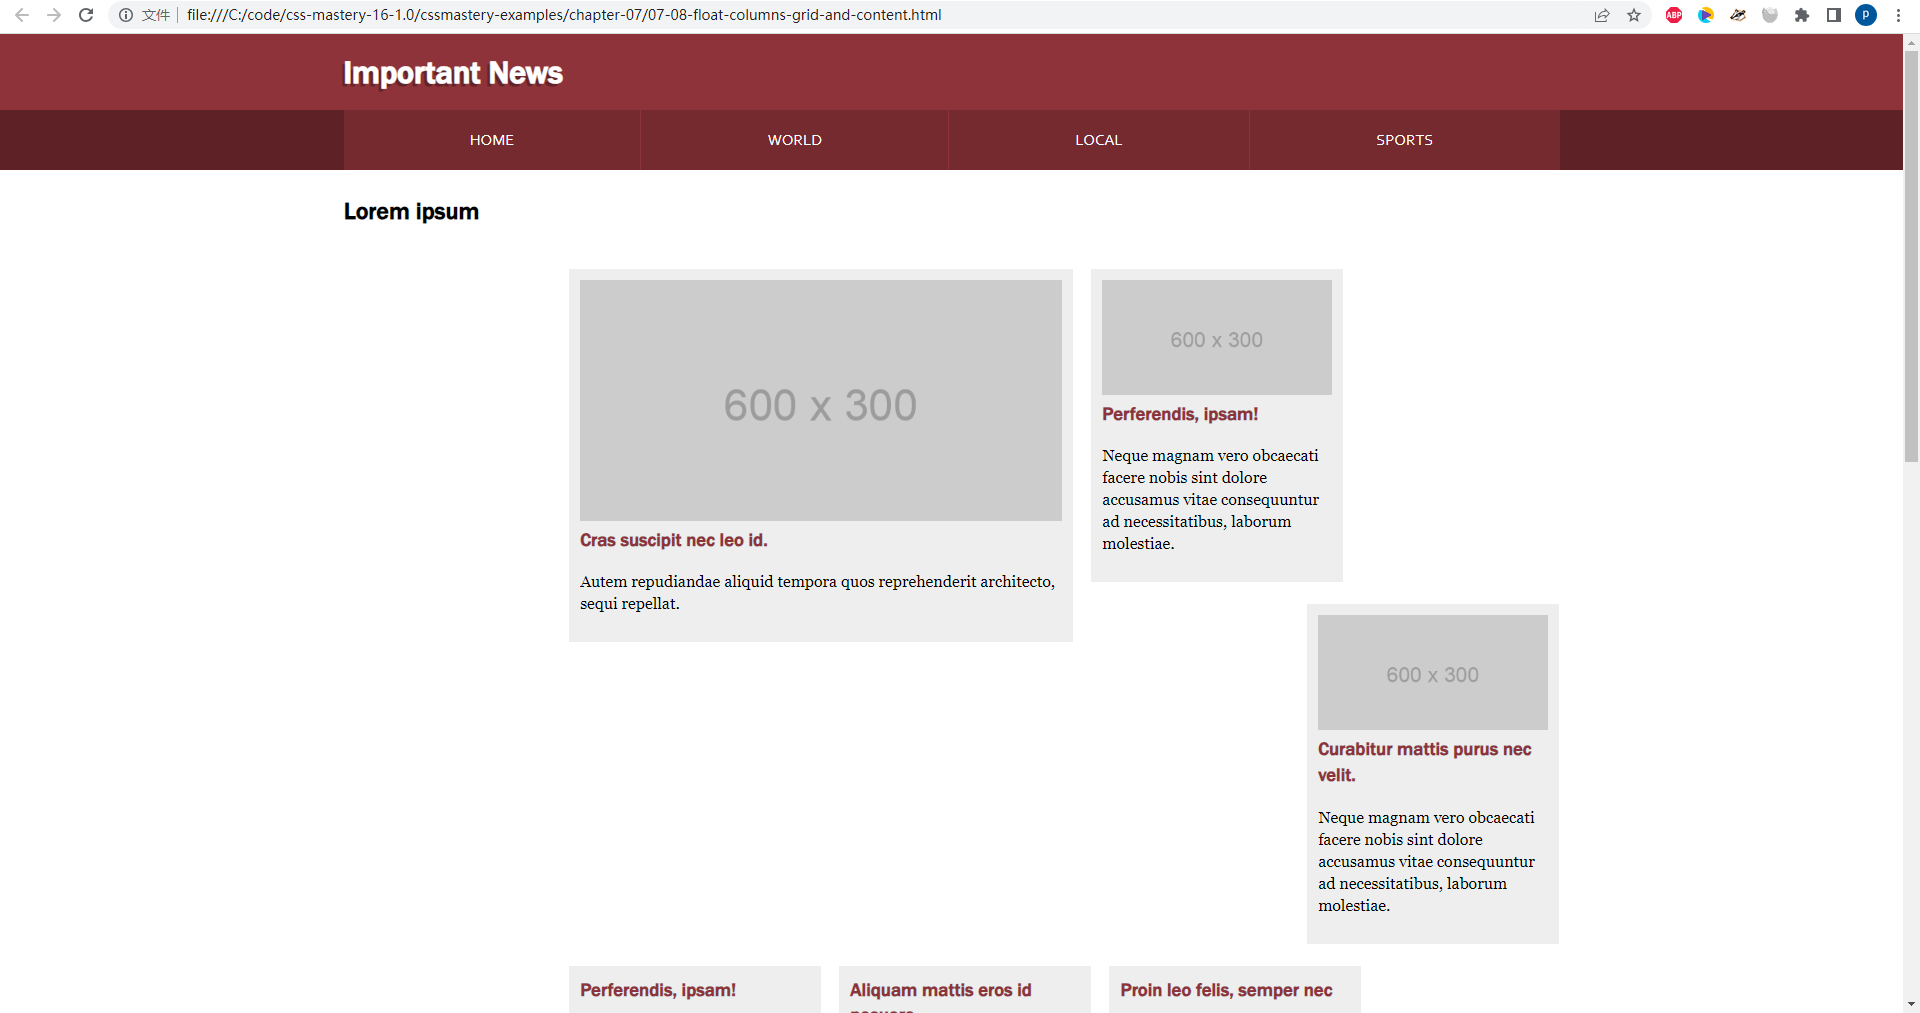 文件
file:///C:/code/css-mastery-16-1.0/cssmastery-examples/chapter-07/07-08-float-columns-grid-and-content.html
ABP
P
Important News
HOME
WORLD
LOCAL
SPORTS
Lorem ipsum
600 x 300
Cras suscipit nec leo id.
Autem repudiandae aliquid tempora quos reprehenderit architecto,
sequi repellat.
600 x 300
Perferendis, ipsam!
Neque magnam vero obcaecati
facere nobis sint dolore
accusamus vitae consequuntur
ad necessitatibus, laborum
molestiae.
600 x 300
Curabitur mattis purus nec
velit.
Neque magnam vero obcaecati
facere nobis sint dolore
accusamus vitae consequuntur
ad necessitatibus, laborum
molestiae.
Perferendis, ipsam!
Aliquam mattis eros id
Proin leo felis, semper nec